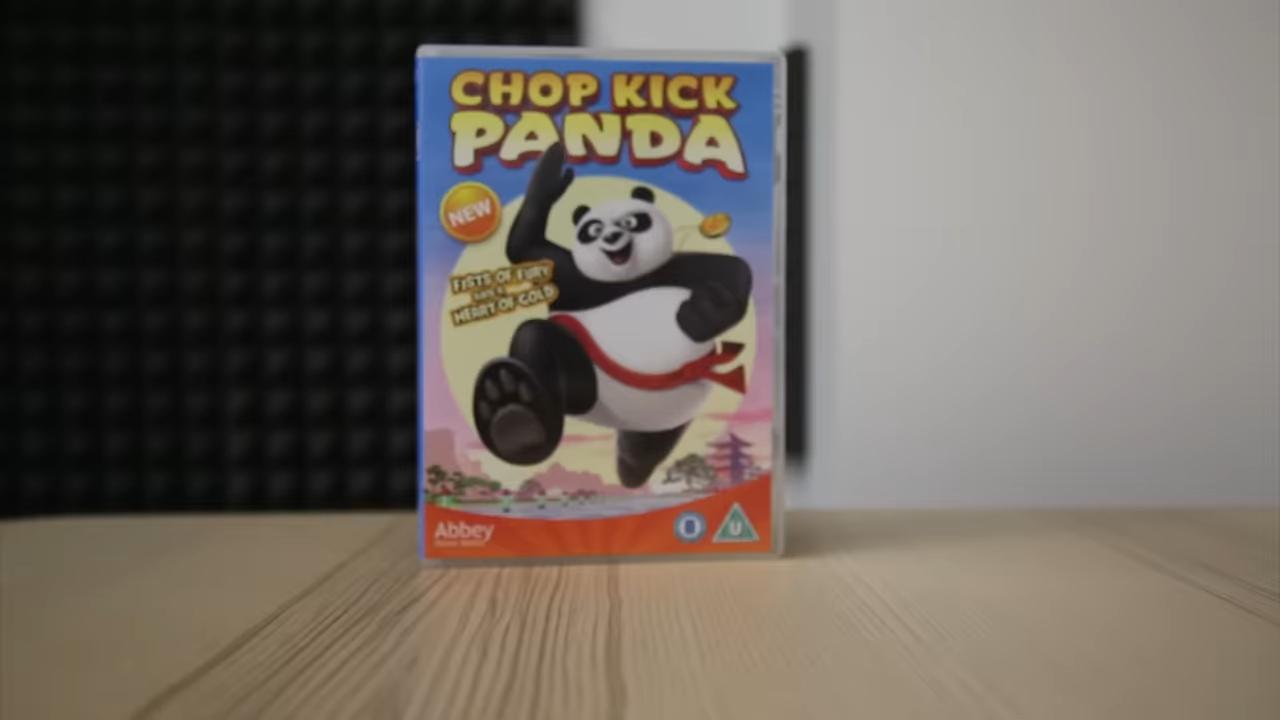 CHOP KICK
PANDA
NEW
FISTS OF FURY
HEART OF GOLD
Abbey
U